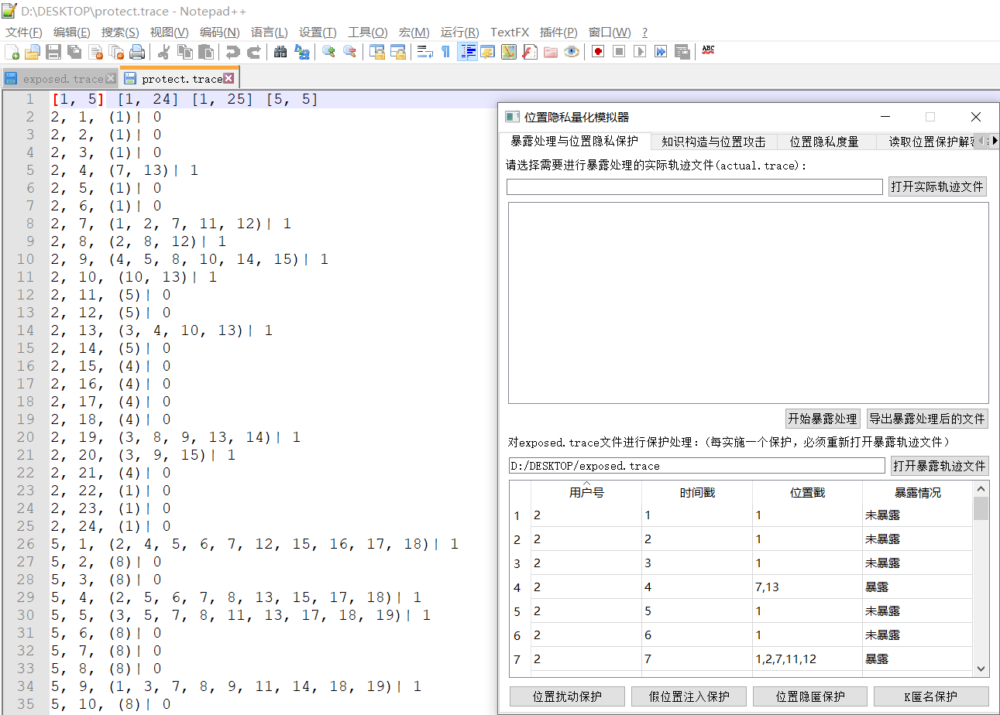 D:\DESKTOP\protect.trace - Notepad++
文件(F) 编辑(E) 搜索(S) 视图(V) 编码(N) 语言(L) 设置(T) 工具(O) 宏(M) 运行(R) TextFX 插件(P) 窗口(W) ?
ABC
exposed.trace protect.trace
1 [1, 5] [1, 24] [1, 25] [5, 5]
2 2, 1, (1)| 0
3 2, 2, (1)| 0
4 2, 3, (1)| 0
5 2, 4, (7, 13)| 1
6 2, 5, (1)| 0
7 2, 6, (1)| 0
8 2, 7, (1, 2, 7, 11, 12)| 1
9 2, 8, (2, 8, 12)| 1
10 2, 9, (4, 5, 8, 10, 14, 15)| 1
11 2, 10, (10, 13)| 1
12 2, 11, (5)| 0
13 2, 12, (5)| 0
14 2, 13, (3, 4, 10, 13)| 1
15 2, 14, (5)| 0
16 2, 15, (4)| 0
17 2, 16, (4)| 0
18 2, 17, (4)| 0
19 2, 18, (4)| 0
20 2, 19, (3, 8, 9, 13, 14)| 1
21 2, 20, (3, 9, 15)| 1
22 2, 21, (4)| 0
23 2, 22, (1)| 0
24 2, 23, (1)| 0
25 2, 24, (1)| 0
26 5, 1, (2, 4, 5, 6, 7, 12, 15, 16, 17, 18)| 1
27 5, 2, (8)| 0
28 5, 3, (8)| 0
29 5, 4, (2, 5, 6, 7, 8, 13, 15, 17, 18)| 1
30 5, 5, (3, 5, 7, 8, 11, 13, 17, 18, 19)| 1
31 5, 6, (8)| 0
32 5, 7, (8)| 0
33 5, 8, (8)| 0
34 5, 9, (1, 3, 7, 8, 9, 11, 14, 18, 19)| 1
35 5, 10, (8)| 0
位置隐私量化模拟器
暴露处理与位置隐私保护 知识构造与位置攻击 位置隐私度量 读取位置保护解
请选择需要进行暴露处理的实际轨迹文件(actual.trace):
打开实际轨迹文件
开始暴露处理 导出暴露处理后的文件
对exposed.trace文件进行保护处理:(每实施一个保护，必须重新打开暴露轨迹文件)
D:/DESKTOP/exposed.trace 打开暴露轨迹文件
用户号 时间戳 位置戳 暴露情况
1 2 1 1 未暴露
2 2 2 1 未暴露
3 2 3 1 未暴露
4 2 4 7,13 暴露
5 2 5 1 未暴露
6 2 6 1 未暴露
7 2 7 1,2,7,11,12 暴露
位置扰动保护 假位置注入保护 位置隐匿保护 K匿名保护